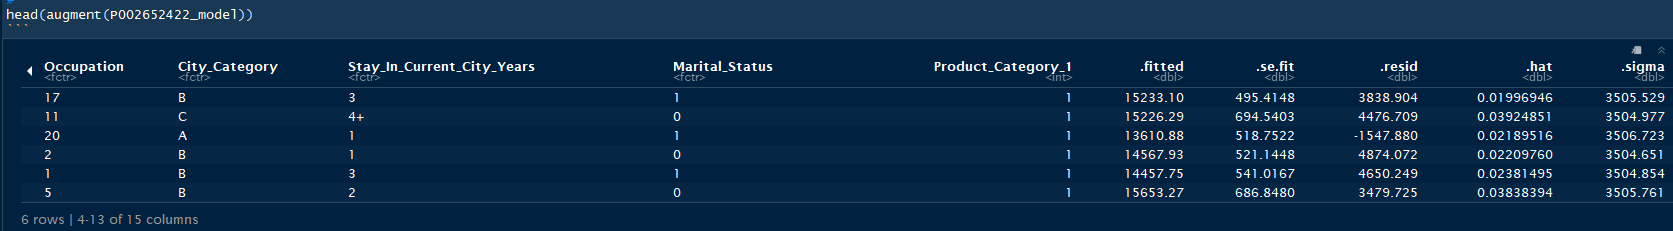 head(augment(P002652422_model))
```
Occupation City_Category Stay_In_Current_City_Years Marital_Status Product_Category_1 .fitted .se.fit .resid .hat .sigma
<fctr> <fctr> <fctr> <fctr> <int> <dbl> <dbl> <dbl> <dbl> <dbl>
17 B 3 1 1 15233.10 495.4148 3838.904 0.01996946 3505.529
11 C 4+ 0 1 15226.29 694.5403 4476.709 0.03924851 3504.977
20 A 1 1 1 13610.88 518.7522 -1547.880 0.02189516 3506.723
2 B 1 0 1 14567.93 521.1448 4874.072 0.02209760 3504.651
1 B 3 1 1 14457.75 541.0167 4650.249 0.02381495 3504.854
5 B 2 0 1 15653.27 686.8480 3479.725 0.03838394 3505.761
6 rows | 4-13 of 15 columns